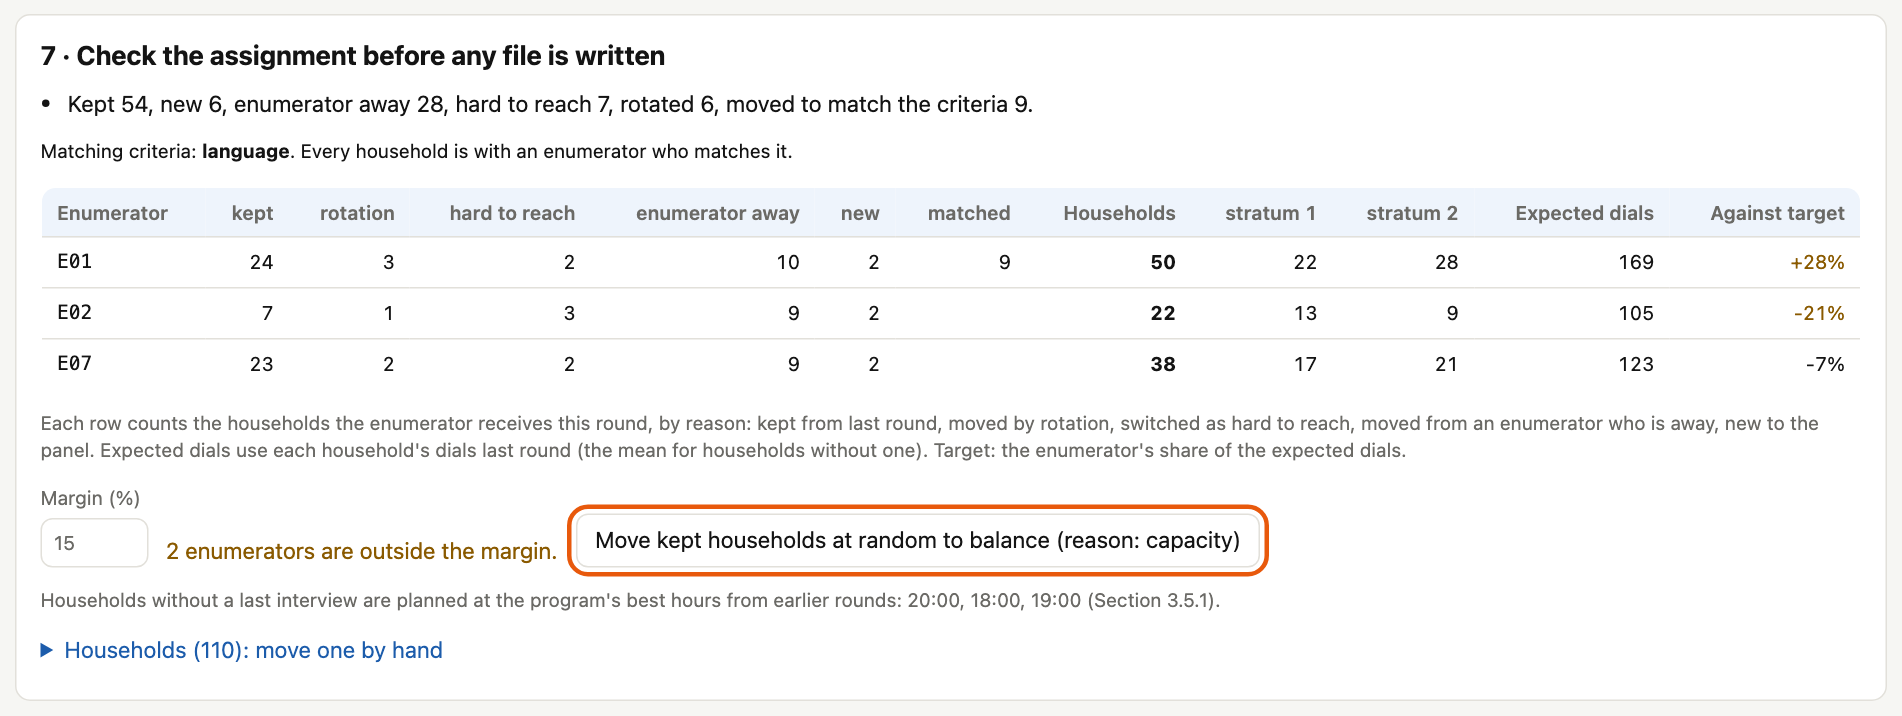 7 · Check the assignment before any file is written
• Kept 54, new 6, enumerator away 28, hard to reach 7, rotated 6, moved to match the criteria 9.
Matching criteria: language. Every household is with an enumerator who matches it.
Enumerator kept rotation hard to reach enumerator away new matched Households stratum 1 stratum 2 Expected dials Against target
E01 24 3 2 10 2 9 50 22 28 169 +28%
E02 7 1 3 9 2 22 13 9 105 -21%
E07 23 2 2 9 2 38 17 21 123 -7%
Each row counts the households the enumerator receives this round, by reason: kept from last round, moved by rotation, switched as hard to reach, moved from an enumerator who is away, new to the
panel. Expected dials use each household's dials last round (the mean for households without one). Target: the enumerator's share of the expected dials.
Margin (%)
15 2 enumerators are outside the margin. Move kept households at random to balance (reason: capacity)
Households without a last interview are planned at the program's best hours from earlier rounds: 20:00, 18:00, 19:00 (Section 3.5.1).
▶ Households (110): move one by hand